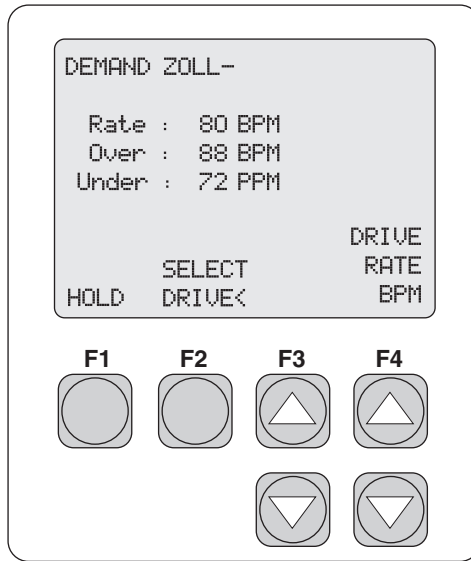 DEMAND ZOLL-
Rate : 80 BPM
Over : 88 BPM
Under : 72 PPM
DRIVE
SELECT RATE
HOLD DRIVE< BPM
F1 F2 F3 F4